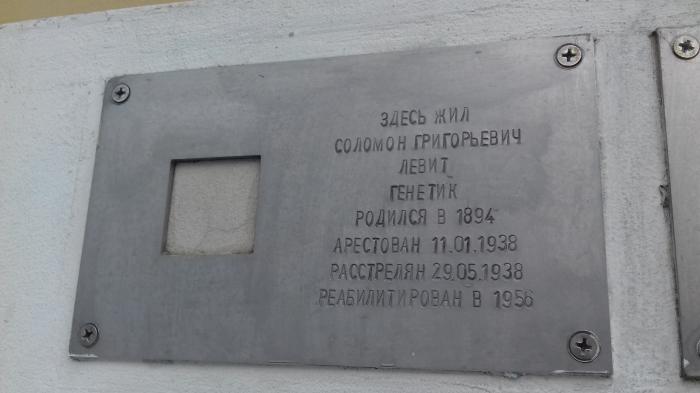 ЗДЕСЬ ЖИЛ
СОЛОМОН ГРИГОРЬЕВИЧ
ЛЕВИТ
ГЕНЕТИК
РОДИЛСЯ В 1894
АРЕСТОВАН 11.01.1938
РАССТРЕЛЯН 29.05.1938
РЕАБИЛИТИРОВАН В 1956